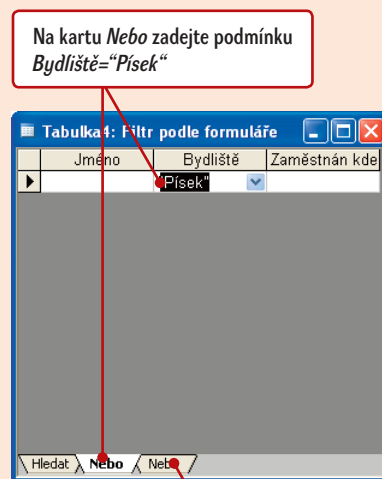 Na kartu Nebo zadejte podmínku
Bydliště=“Písek“
Tabulka4: Filtr podle formuláře
Jméno Bydliště Zaměstnán kde
"Písek"
Hledat Nebo Nebo